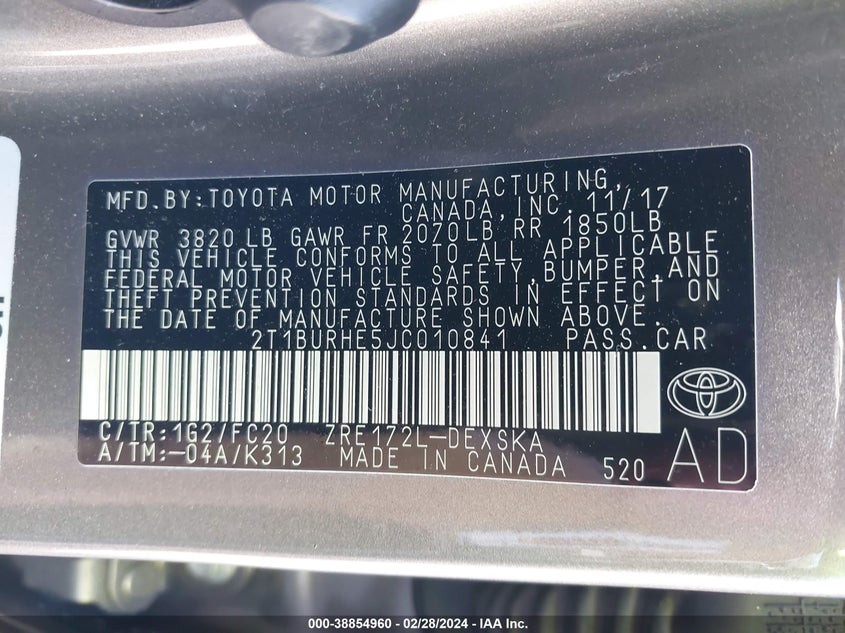 MFD. BY: TOYOTA MOTOR MANUFACTURING,
CANADA, INC. 11/17
GVWR 3820 LB GAWR FR 2070LB RR 1850LB
THIS VEHICLE CONFORMS TO ALL APPLICABLE
FEDERAL MOTOR VEHICLE SAFETY, BUMPER, AND
THEFT PREVENTION STANDARDS IN EFFECT ON
THE DATE OF MANUFACTURE SHOWN ABOVE.
2T1BURHE5JC010841 PASS. CAR
C/TR: 1G2/FC20 ZRE172L-DEXSKA
A/TM: -04A/K313 MADE IN CANADA 520 AD
000-38854960 - 02/28/2024 - IAA Inc.